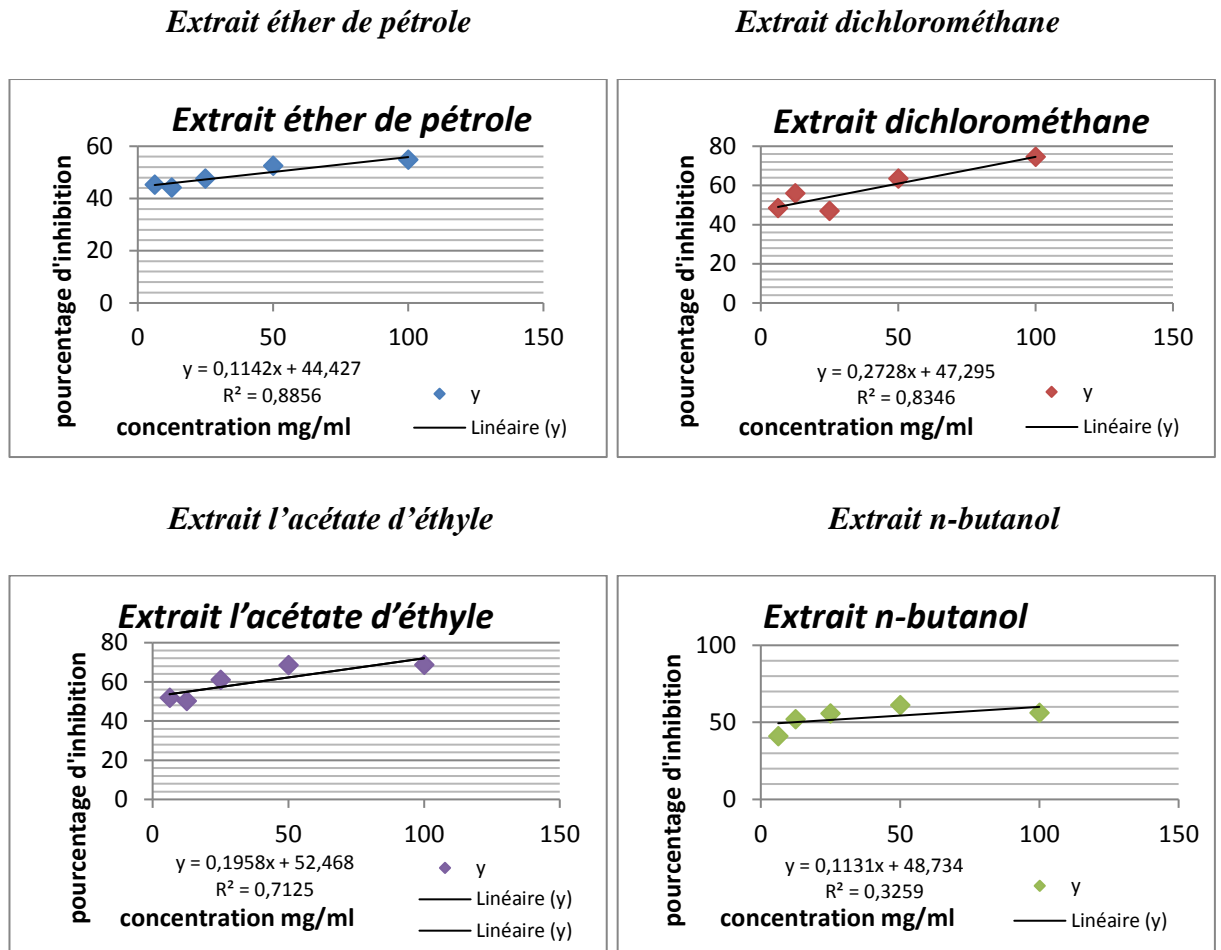 Extrait éther de pétrole
Extrait dichlorométhane
Extrait éther de pétrole
pourcentage d'inhibition
60
40
20
0
0 50 100 150
y = 0,1142x + 44,427
R² = 0,8856
concentration mg/ml
y
Linéaire (y)
Extrait dichlorométhane
pourcentage d'inhibition
80
60
40
20
0
0 50 100 150
y = 0,2728x + 47,295
R² = 0,8346
concentration mg/ml
y
Linéaire (y)
Extrait l’acétate d’éthyle
Extrait n-butanol
Extrait l’acétate d’éthyle
pourcentage d'inhibition
80
60
40
20
0
0 50 100 150
y = 0,1958x + 52,468
R² = 0,7125
concentration mg/ml
y
Linéaire (y)
Linéaire (y)
Extrait n-butanol
pourcentage d'inhibition
100
50
0
0 50 100 150
y = 0,1131x + 48,734
R² = 0,3259
concentration mg/ml
y
Linéaire (y)